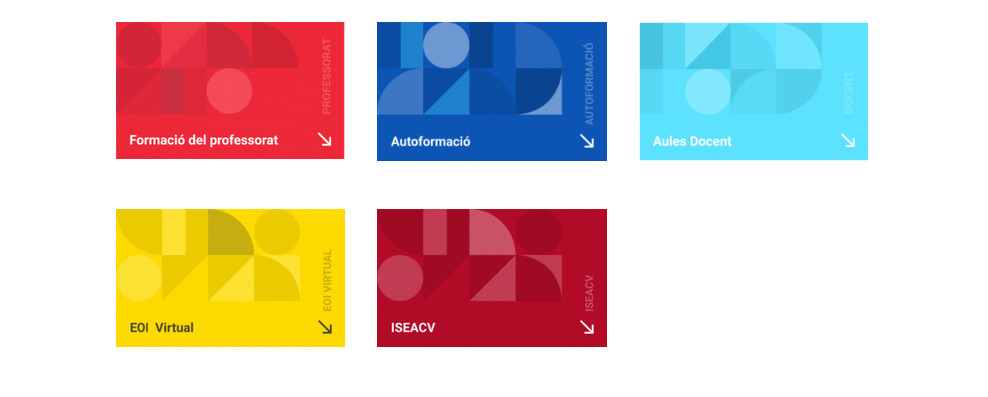 PROFESSORAT
Formació del professorat
AUTOFORMACIÓ
Autoformació
DOCENT
Aules Docent
EOI VIRTUAL
EOI  Virtual
ISEACV
ISEACV